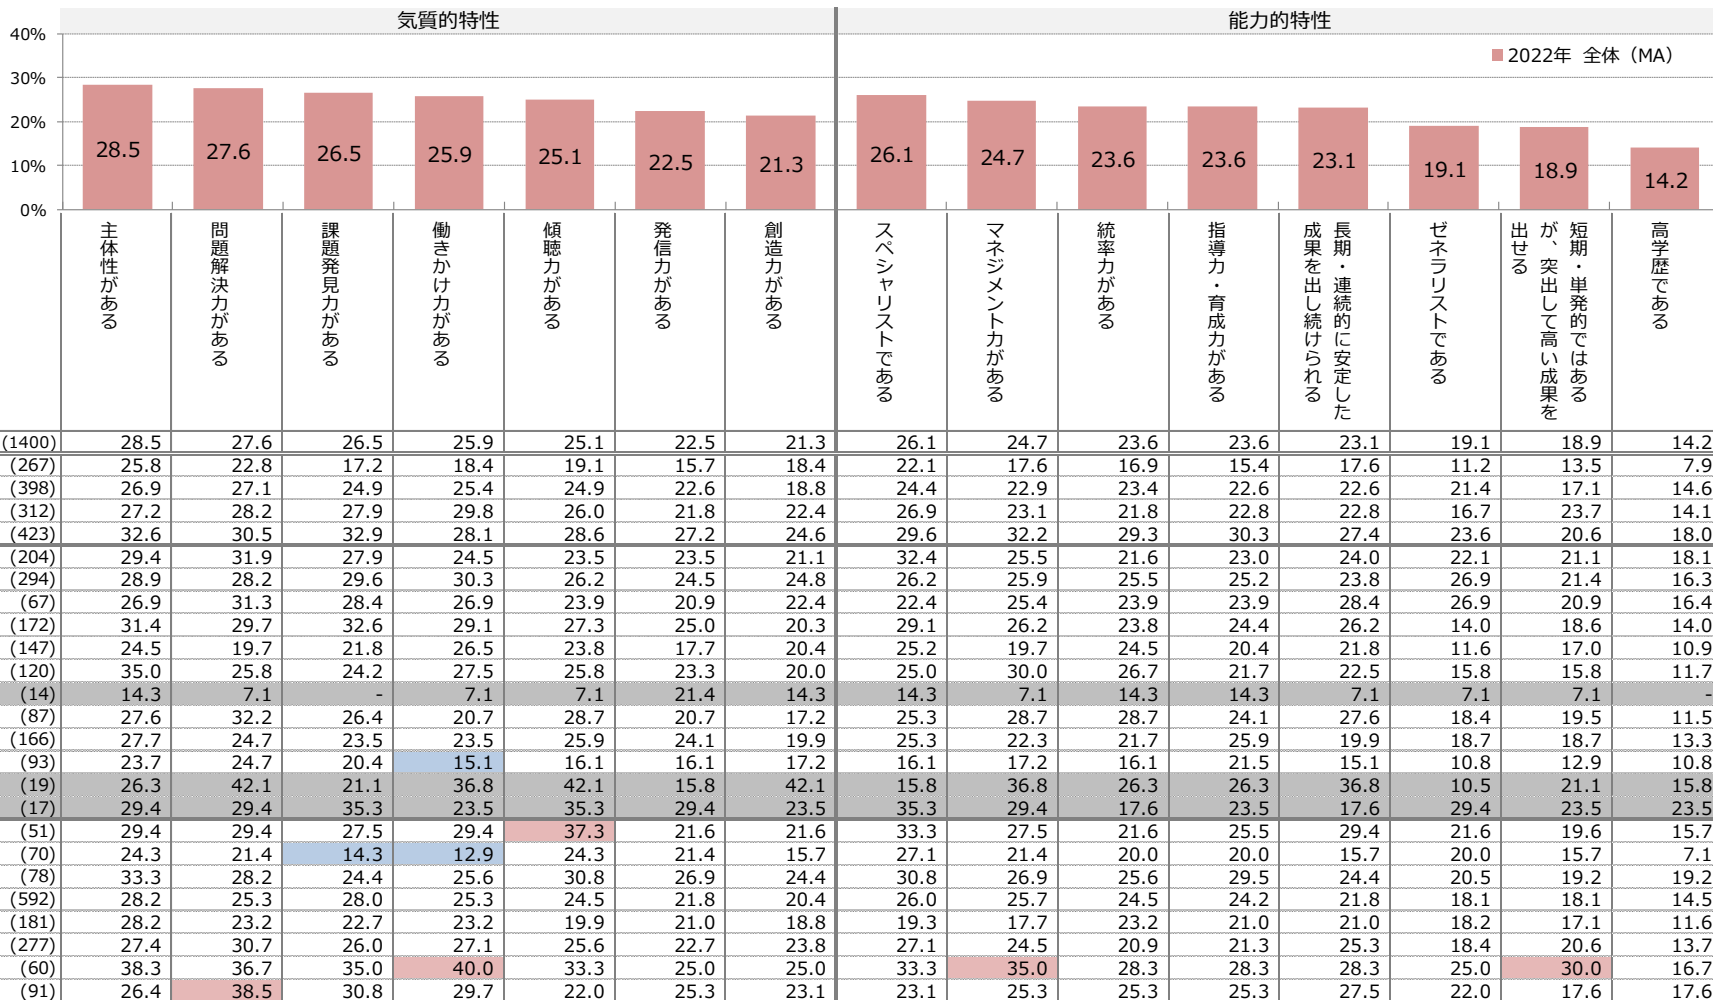 気質的特性 能力的特性
40%
■ 2022年 全体（MA）
30%
20%
10%
0%
28.5 27.6 26.5 25.9 25.1 22.5 21.3 26.1 24.7 23.6 23.6 23.1 19.1 18.9 14.2
主体性がある
問題解決力がある
課題発見力がある
働きかけ力がある
傾聴力がある
発信力がある
創造力がある
スペシャリストである
マネジメント力がある
統率力がある
指導力・育成力がある
長期・連続的に安定した
成果を出し続けられる
ゼネラリストである
短期・単発的ではある
が、突出して高い成果を
出せる
高学歴である
(1400) 28.5 27.6 26.5 25.9 25.1 22.5 21.3 26.1 24.7 23.6 23.6 23.1 19.1 18.9 14.2
(267) 25.8 22.8 17.2 18.4 19.1 15.7 18.4 22.1 17.6 16.9 15.4 17.6 11.2 13.5 7.9
(398) 26.9 27.1 24.9 25.4 24.9 22.6 18.8 24.4 22.9 23.4 22.6 22.6 21.4 17.1 14.6
(312) 27.2 28.2 27.9 29.8 26.0 21.8 22.4 26.9 23.1 21.8 22.8 22.8 16.7 23.7 14.1
(423) 32.6 30.5 32.9 28.1 28.6 27.2 24.6 29.6 32.2 29.3 30.3 27.4 23.6 20.6 18.0
(204) 29.4 31.9 27.9 24.5 23.5 23.5 21.1 32.4 25.5 21.6 23.0 24.0 22.1 21.1 18.1
(294) 28.9 28.2 29.6 30.3 26.2 24.5 24.8 26.2 25.9 25.5 25.2 23.8 26.9 21.4 16.3
(67) 26.9 31.3 28.4 26.9 23.9 20.9 22.4 22.4 25.4 23.9 23.9 28.4 26.9 20.9 16.4
(172) 31.4 29.7 32.6 29.1 27.3 25.0 20.3 29.1 26.2 23.8 24.4 26.2 14.0 18.6 14.0
(147) 24.5 19.7 21.8 26.5 23.8 17.7 20.4 25.2 19.7 24.5 20.4 21.8 11.6 17.0 10.9
(120) 35.0 25.8 24.2 27.5 25.8 23.3 20.0 25.0 30.0 26.7 21.7 22.5 15.8 15.8 11.7
(14) 14.3 7.1 - 7.1 7.1 21.4 14.3 14.3 7.1 14.3 14.3 7.1 7.1 7.1 -
(87) 27.6 32.2 26.4 20.7 28.7 20.7 17.2 25.3 28.7 28.7 24.1 27.6 18.4 19.5 11.5
(166) 27.7 24.7 23.5 23.5 25.9 24.1 19.9 25.3 22.3 21.7 25.9 19.9 18.7 18.7 13.3
(93) 23.7 24.7 20.4 15.1 16.1 16.1 17.2 16.1 17.2 16.1 21.5 15.1 10.8 12.9 10.8
(19) 26.3 42.1 21.1 36.8 42.1 15.8 42.1 15.8 36.8 26.3 26.3 36.8 10.5 21.1 15.8
(17) 29.4 29.4 35.3 23.5 35.3 29.4 23.5 35.3 29.4 17.6 23.5 17.6 29.4 23.5 23.5
(51) 29.4 29.4 27.5 29.4 37.3 21.6 21.6 33.3 27.5 21.6 25.5 29.4 21.6 19.6 15.7
(70) 24.3 21.4 14.3 12.9 24.3 21.4 15.7 27.1 21.4 20.0 20.0 15.7 20.0 15.7 7.1
(78) 33.3 28.2 24.4 25.6 30.8 26.9 24.4 30.8 26.9 25.6 29.5 24.4 20.5 19.2 19.2
(592) 28.2 25.3 28.0 25.3 24.5 21.8 20.4 26.0 25.7 24.5 24.2 21.8 18.1 18.1 14.5
(181) 28.2 23.2 22.7 23.2 19.9 21.0 18.8 19.3 17.7 23.2 21.0 21.0 18.2 17.1 11.6
(277) 27.4 30.7 26.0 27.1 25.6 22.7 23.8 27.1 24.5 20.9 21.3 25.3 18.4 20.6 13.7
(60) 38.3 36.7 35.0 40.0 33.3 25.0 25.0 33.3 35.0 28.3 28.3 28.3 25.0 30.0 16.7
(91) 26.4 38.5 30.8 29.7 22.0 25.3 23.1 23.1 25.3 25.3 25.3 27.5 22.0 17.6 17.6